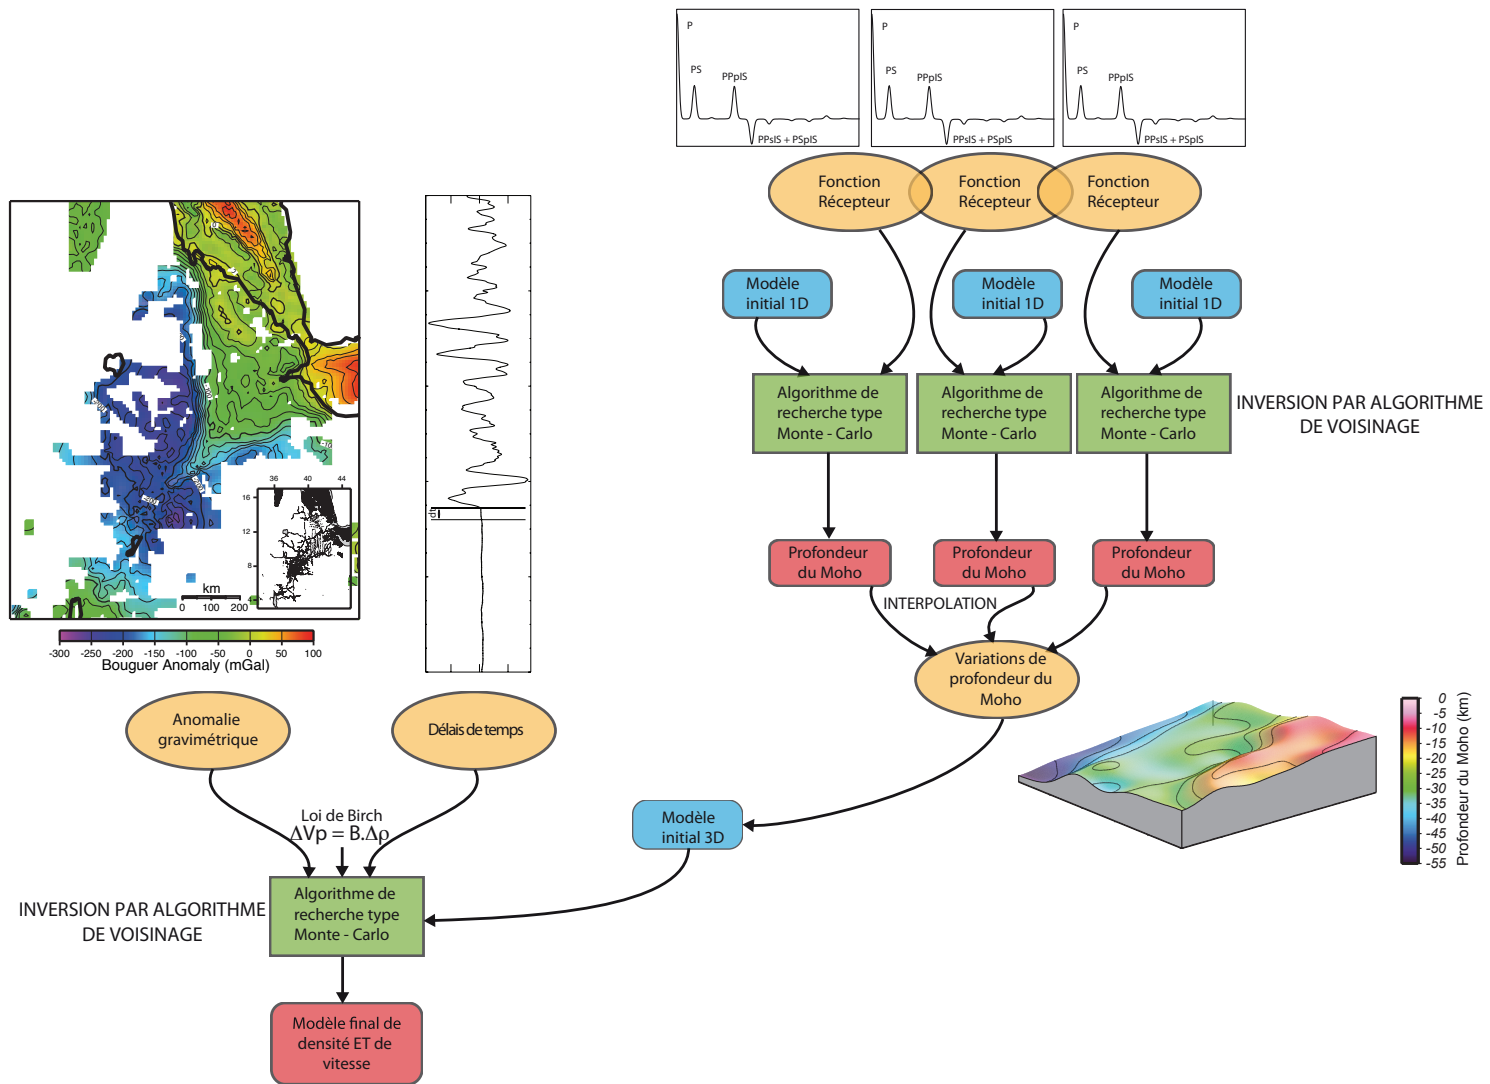 P
PS
PPpIS
PPsIS + PSpIS
P
PS
PPpIS
PPsIS + PSpIS
P
PS
PPpIS
PPsIS + PSpIS
Fonction
Récepteur
Fonction
Récepteur
Fonction
Récepteur
Modèle
initial 1D
Modèle
initial 1D
Modèle
initial 1D
Algorithme de
recherche type
Monte - Carlo
Algorithme de
recherche type
Monte - Carlo
Algorithme de
recherche type
Monte - Carlo
INVERSION PAR ALGORITHME
DE VOISINAGE
Profondeur
du Moho
Profondeur
du Moho
Profondeur
du Moho
INTERPOLATION
Variations de
profondeur du
Moho
36 40 44
16
12
8
4
km
0 100 200
-300 -250 -200 -150 -100 -50 0 50 100
Bouguer Anomaly (mGal)
dt
Anomalie
gravimétrique
Délais de temps
Loi de Birch
ΔVp = B.Δρ
Modèle
initial 3D
0
-5
-10
-15
-20
-25
-30
-35
-40
-45
-50
-55
Profondeur du Moho (km)
INVERSION PAR ALGORITHME
DE VOISINAGE
Algorithme de
recherche type
Monte - Carlo
Modèle final de
densité ET de
vitesse